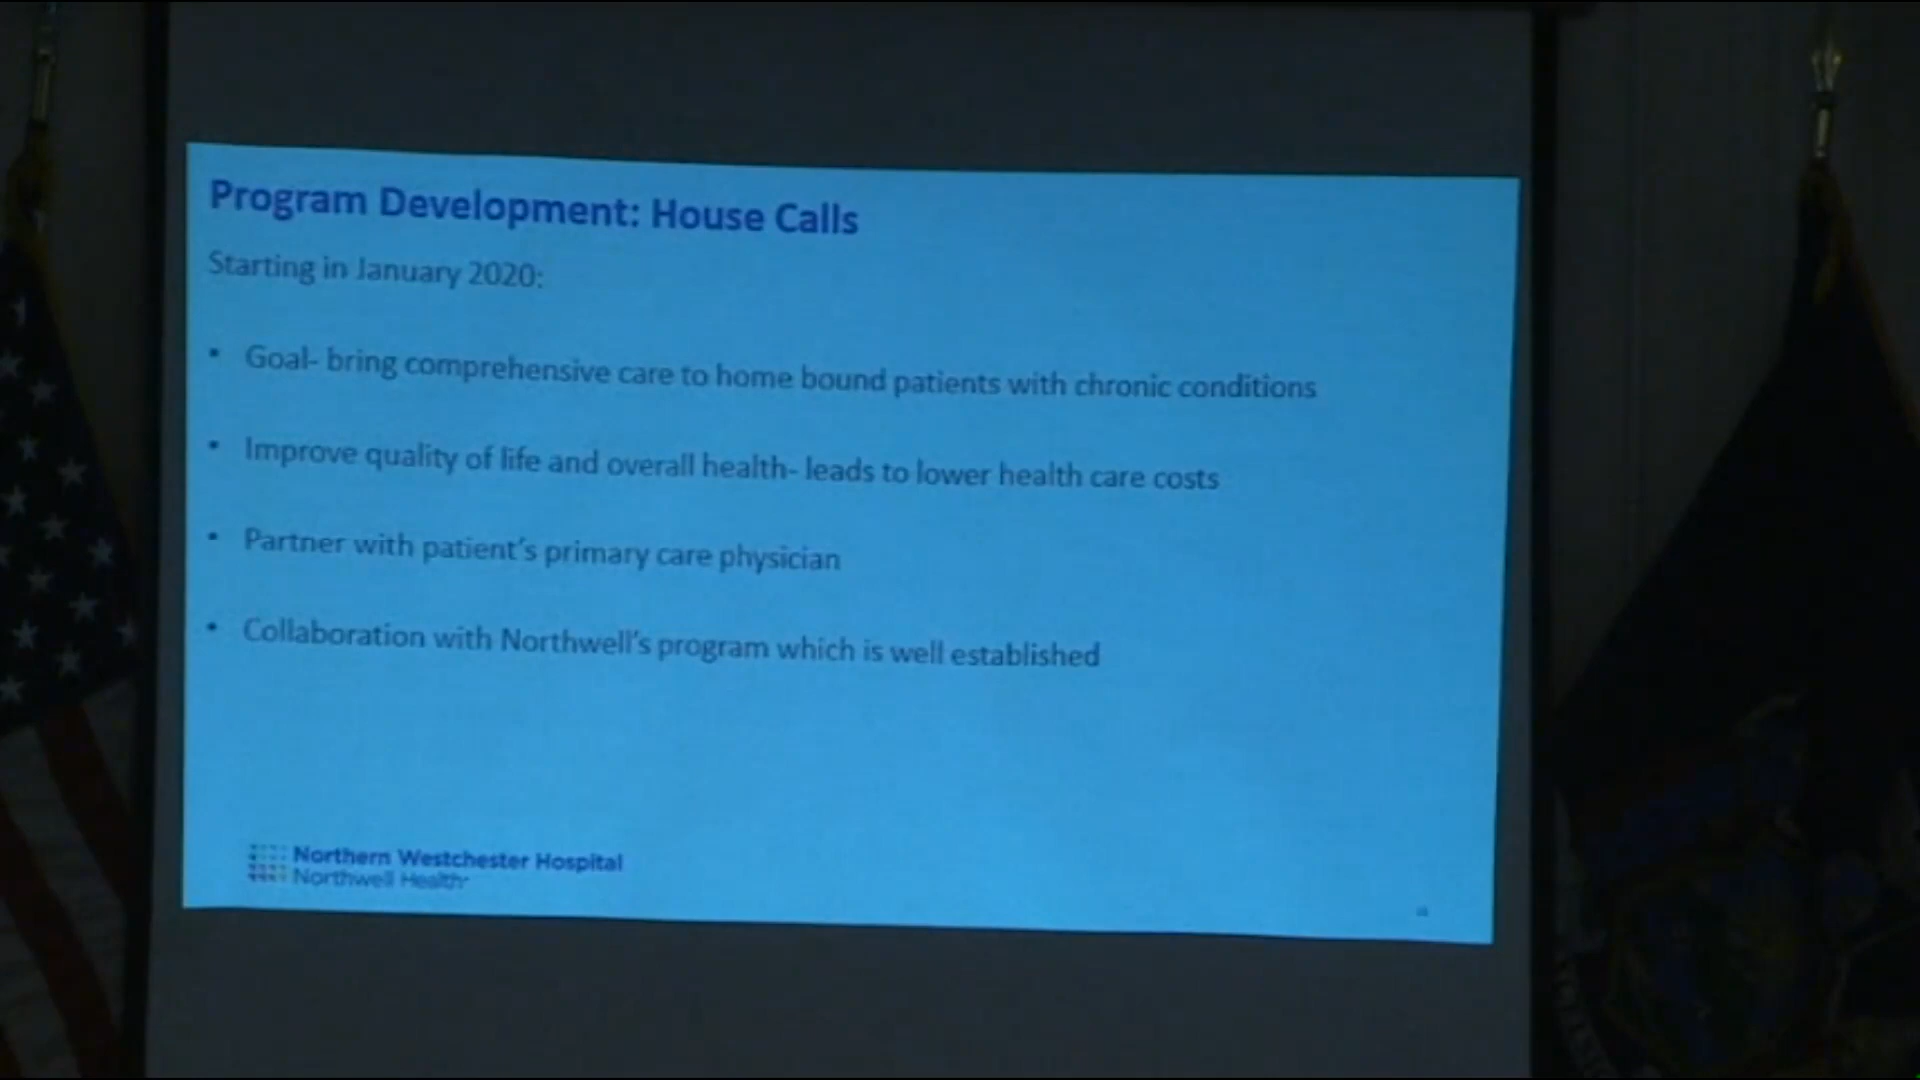 Program Development: House Calls
Starting in January 2020:
▪ Goal- bring comprehensive care to home bound patients with chronic conditions
▪ Improve quality of life and overall health- leads to lower health care costs
▪ Partner with patient's primary care physician
▪ Collaboration with Northwell's program which is well established
Northern Westchester Hospital
Northwell Health